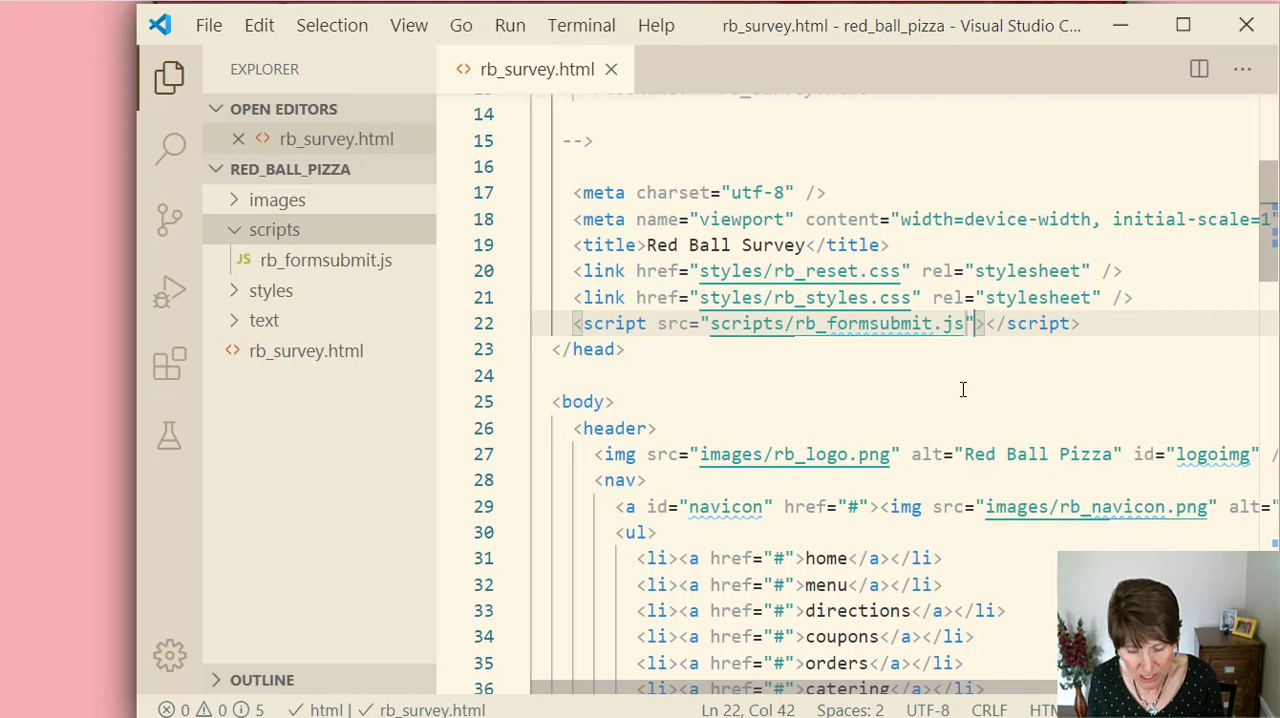 File Edit Selection View Go Run Terminal Help rb_survey.html - red_ball_pizza - Visual Studio C...
EXPLORER
rb_survey.html
OPEN EDITORS
rb_survey.html
RED_BALL_PIZZA
images
scripts
JS rb_formsubmit.js
styles
text
rb_survey.html
OUTLINE
14
15 -->
16
17 <meta charset="utf-8" />
18 <meta name="viewport" content="width=device-width, initial-scale=1"
19 <title>Red Ball Survey</title>
20 <link href="styles/rb_reset.css" rel="stylesheet" />
21 <link href="styles/rb_styles.css" rel="stylesheet" />
22 <script src="scripts/rb_formsubmit.js"></script>
23 </head>
24
25 <body>
26 <header>
27 <img src="images/rb_logo.png" alt="Red Ball Pizza" id="logoimg" /
28 <nav>
29 <a id="navicon" href="#"><img src="images/rb_navicon.png" alt="
30 <ul>
31 <li><a href="#">home</a></li>
32 <li><a href="#">menu</a></li>
33 <li><a href="#">directions</a></li>
34 <li><a href="#">coupons</a></li>
35 <li><a href="#">orders</a></li>
36 <li><a href="#">catering</a></li>
0 0 5 html rb_survey.html Ln 22, Col 42 Spaces: 2 UTF-8 CRLF HTM